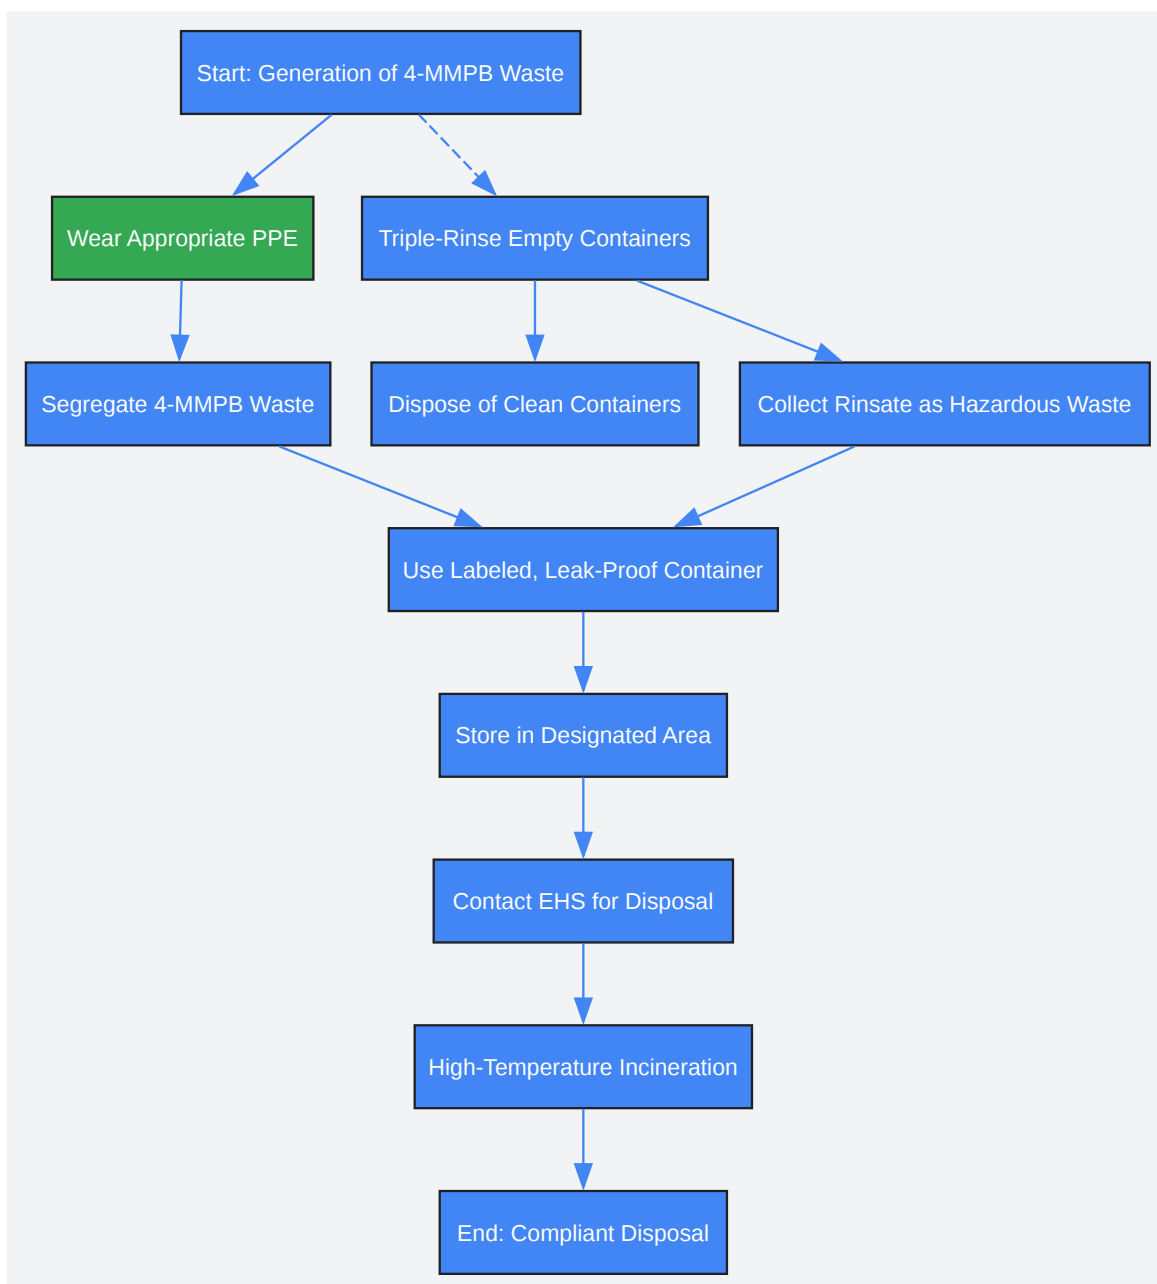 Start: Generation of 4-MMPB Waste
Wear Appropriate PPE
Triple-Rinse Empty Containers
Segregate 4-MMPB Waste
Dispose of Clean Containers
Collect Rinsate as Hazardous Waste
Use Labeled, Leak-Proof Container
Store in Designated Area
Contact EHS for Disposal
High-Temperature Incineration
End: Compliant Disposal